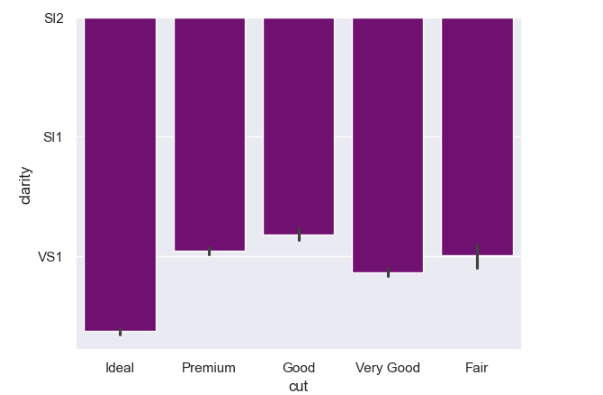 SI2
SI1
VS1
clarity
Ideal Premium Good Very Good Fair
cut